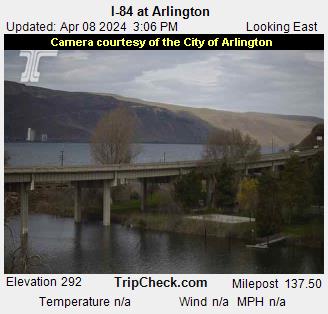 I-84 at Arlington
Updated: Apr 08 2024 3:06 PM Looking East
Camera courtesy of the City of Arlington
Elevation 292 TripCheck.com Milepost 137.50
Temperature n/a Wind n/a MPH n/a